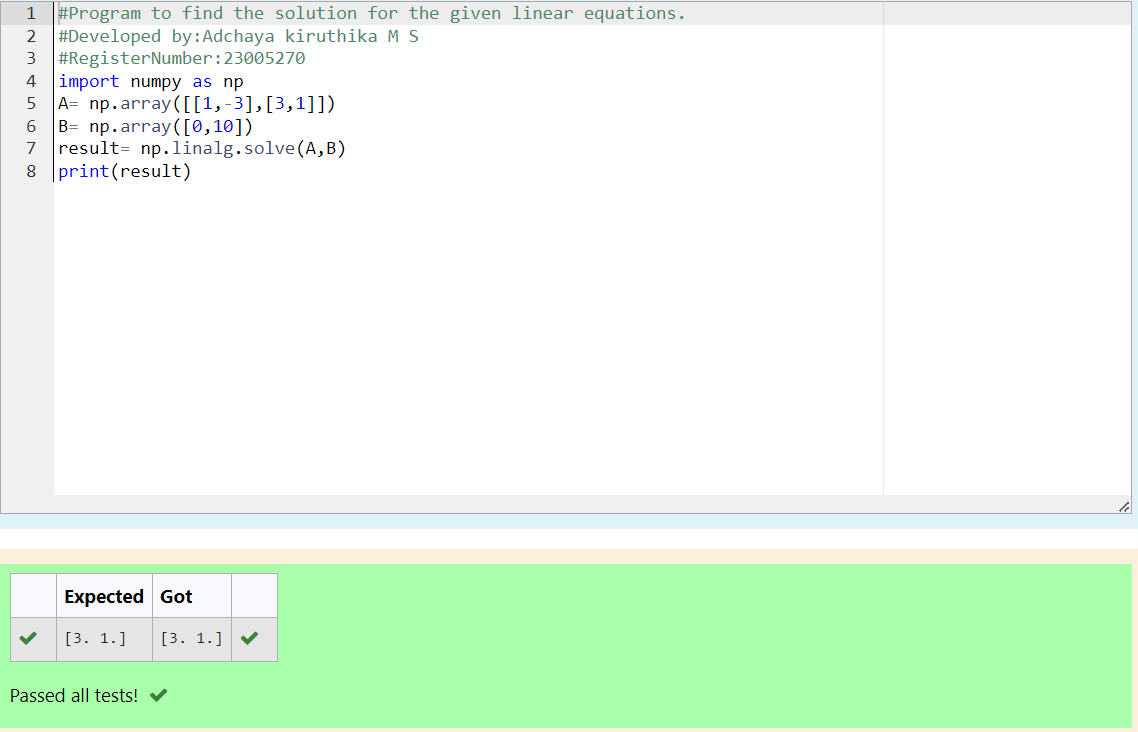 1 #Program to find the solution for the given linear equations.
2 #Developed by:Adchaya kiruthika M S
3 #RegisterNumber:23005270
4 import numpy as np
5 A= np.array([[1,-3],[3,1]])
6 B= np.array([0,10])
7 result= np.linalg.solve(A,B)
8 print(result)
Expected Got
[3. 1.] [3. 1.]
Passed all tests!